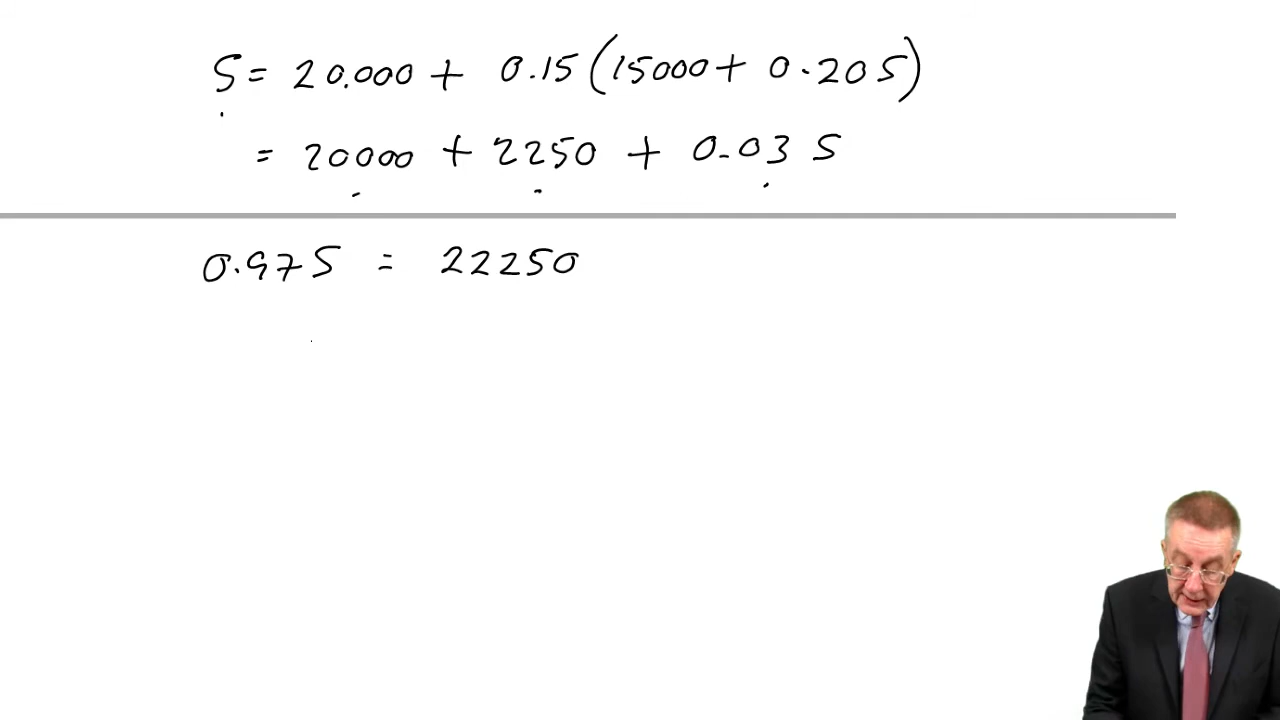 S = 20.000 + 0.15 (15000 + 0.20 S)
= 20000 + 2250 + 0.03 S
0.97 S = 22250